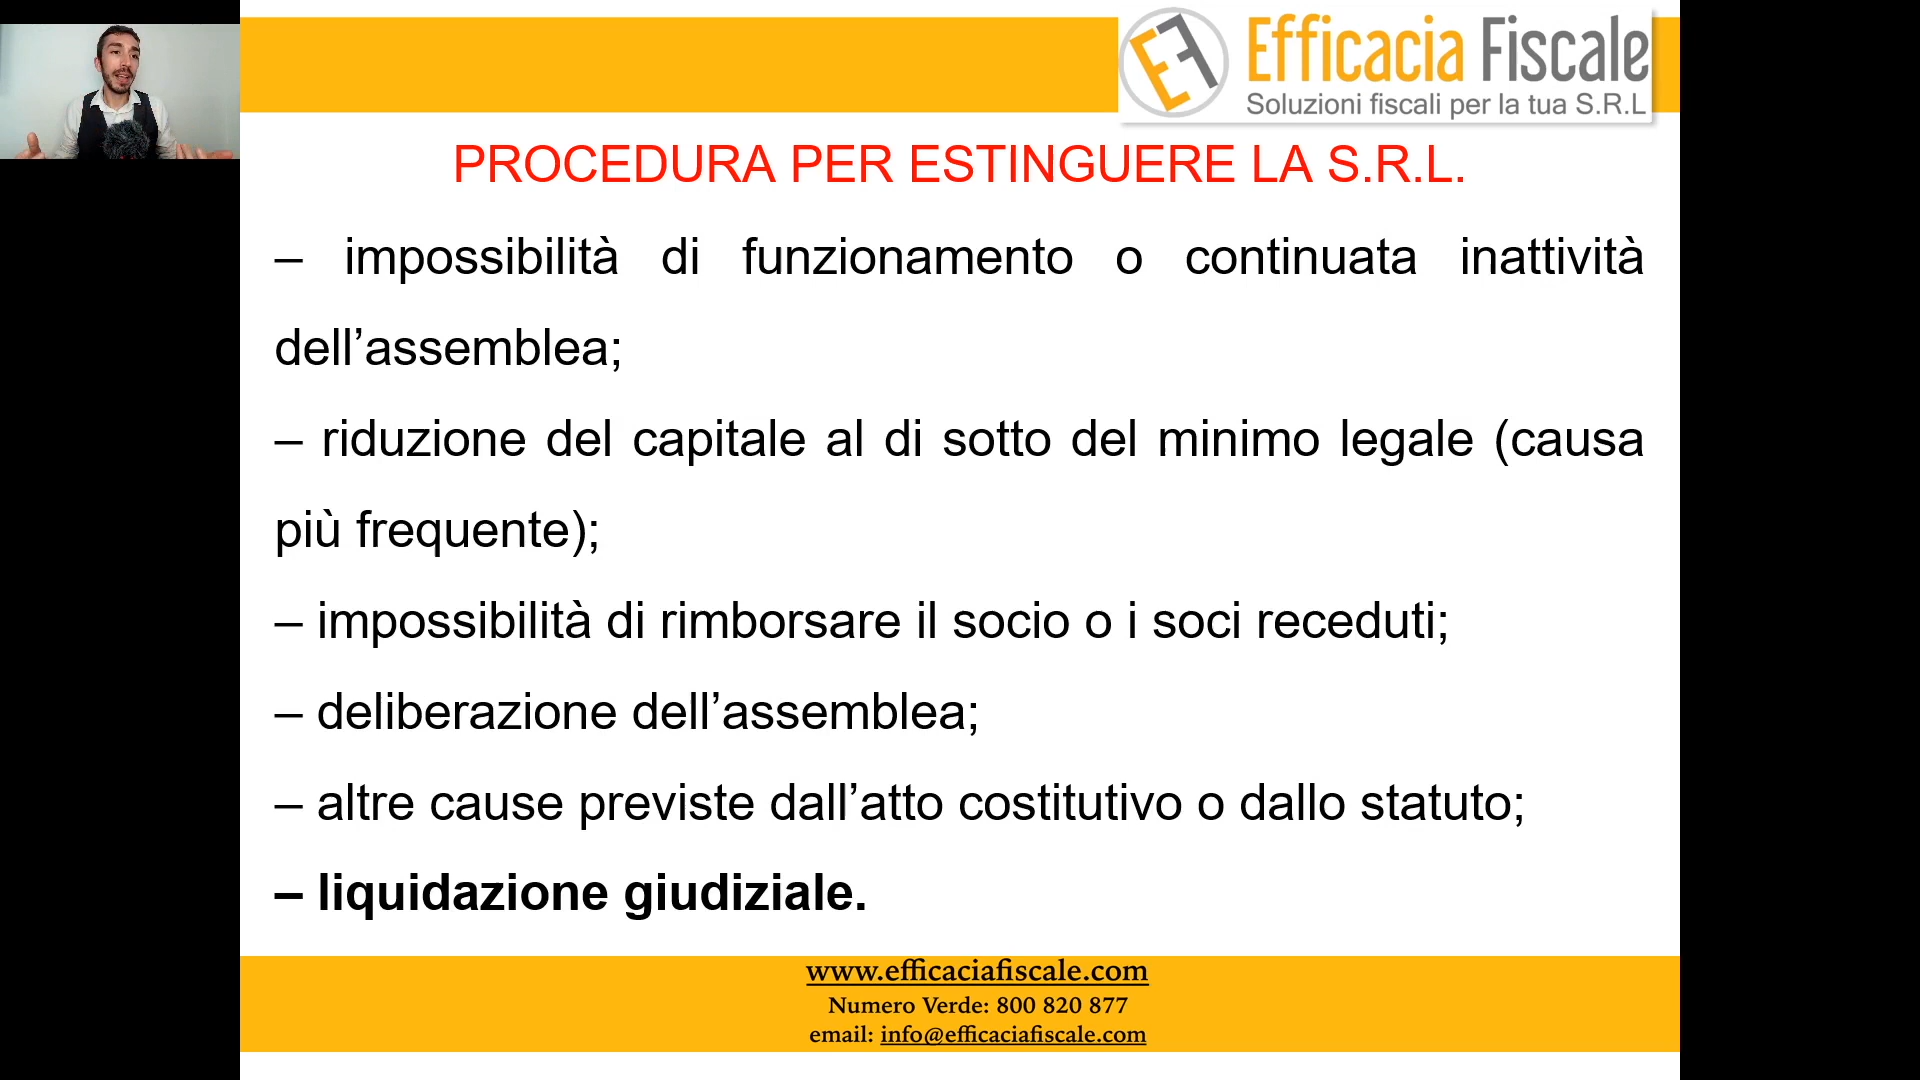 Efficacia Fiscale
Soluzioni fiscali per la tua S.R.L
PROCEDURA PER ESTINGUERE LA S.R.L.
– impossibilità di funzionamento o continuata inattività
dell’assemblea;
– riduzione del capitale al di sotto del minimo legale (causa
più frequente);
– impossibilità di rimborsare il socio o i soci receduti;
– deliberazione dell’assemblea;
– altre cause previste dall’atto costitutivo o dallo statuto;
– liquidazione giudiziale.
www.efficaciafiscale.com
Numero Verde: 800 820 877
email: info@efficaciafiscale.com